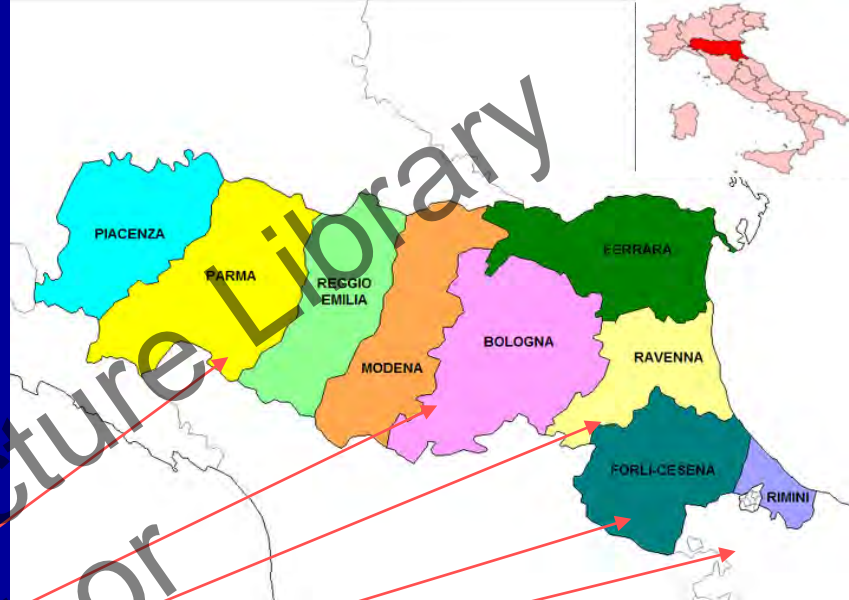 PIACENZA
PARMA
REGGIO
EMILIA
MODENA
BOLOGNA
FERRARA
RAVENNA
FORLI-CESENA
RIMINI
cture Library
or